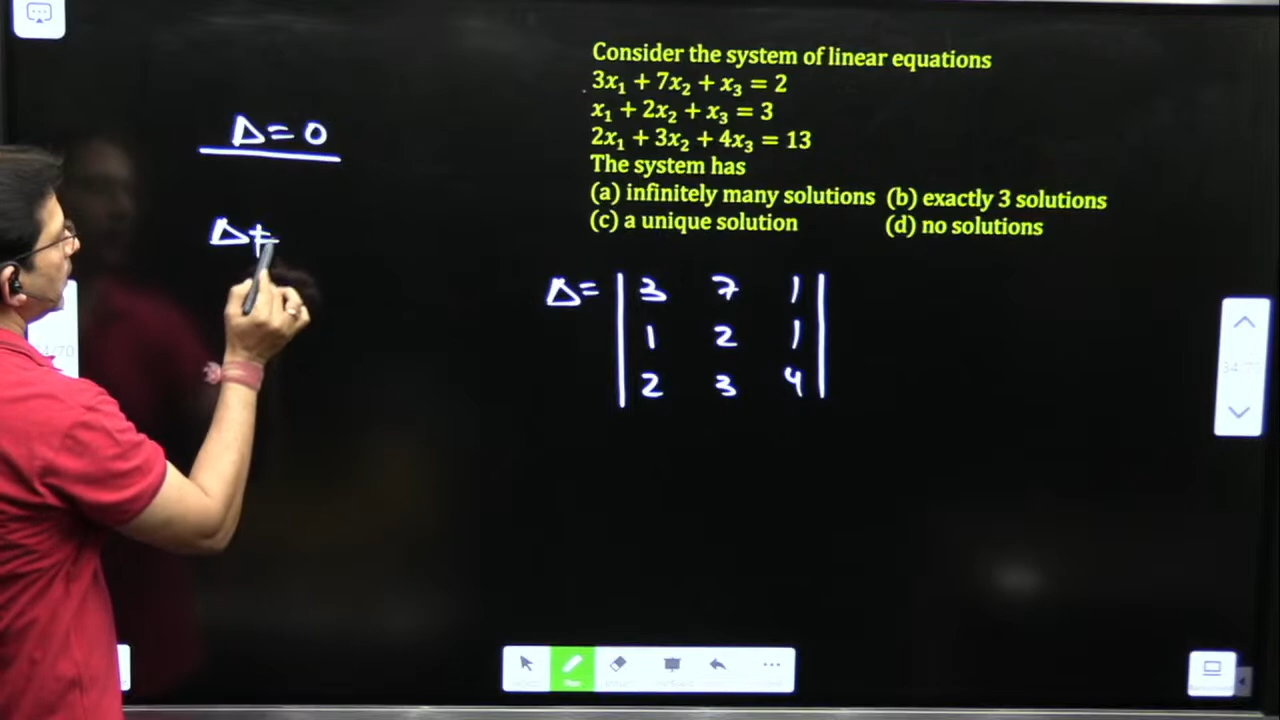 Consider the system of linear equations
3x₁ + 7x₂ + x₃ = 2
x₁ + 2x₂ + x₃ = 3
2x₁ + 3x₂ + 4x₃ = 13
The system has
(a) infinitely many solutions (b) exactly 3 solutions
(c) a unique solution (d) no solutions
Δ = 0
Δ ≠
Δ = | 3 7 1 |
| 1 2 1 |
| 2 3 4 |
34/70